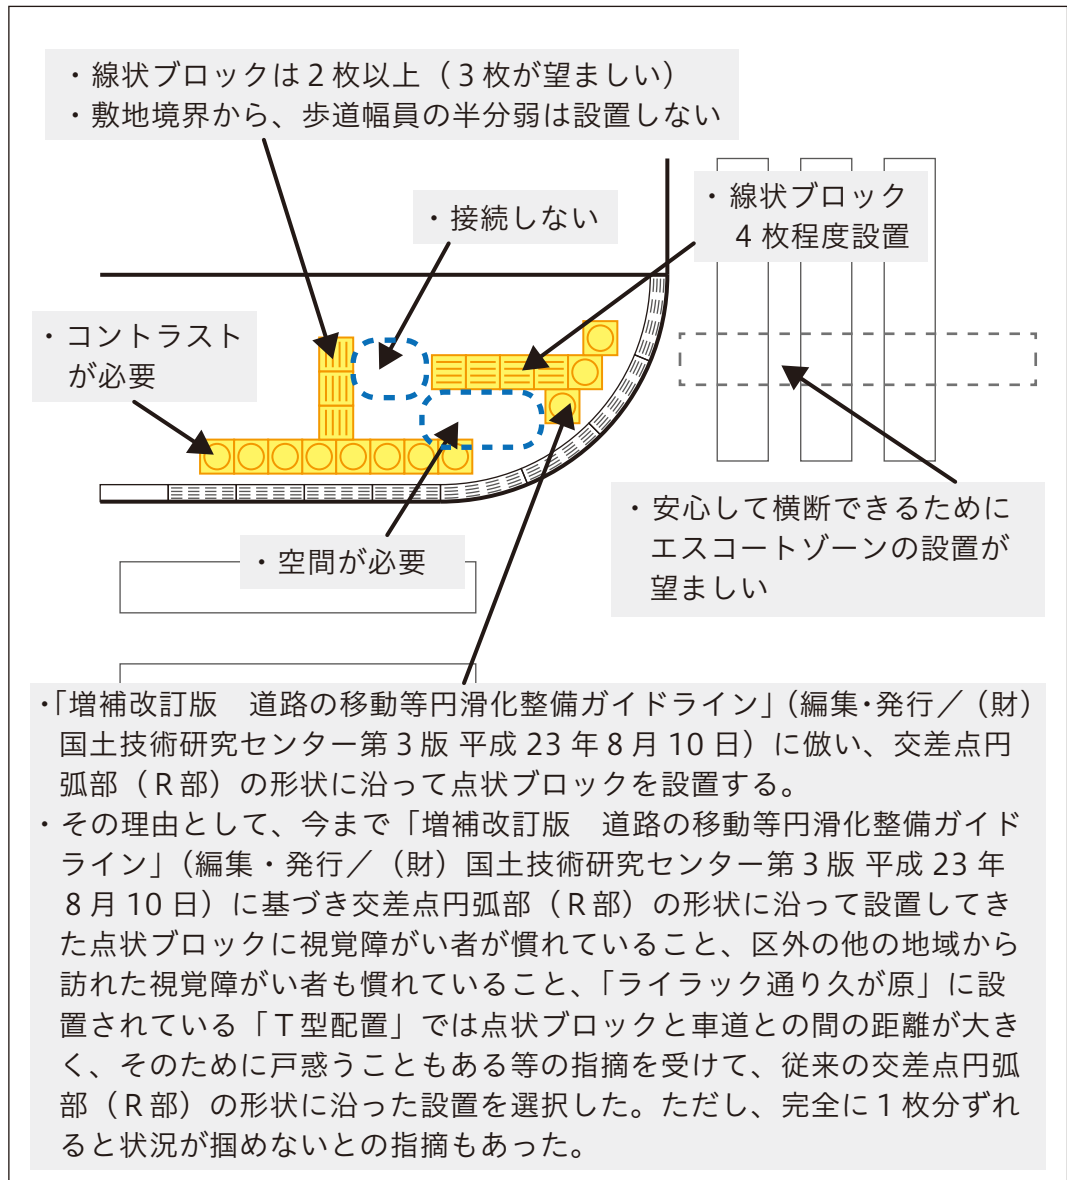 ・線状ブロックは２枚以上（３枚が望ましい）
・敷地境界から、歩道幅員の半分弱は設置しない
・接続しない
・線状ブロック
４枚程度設置
・コントラスト
が必要
・空間が必要
・安心して横断できるために
エスコートゾーンの設置が
望ましい
・「増補改訂版　道路の移動等円滑化整備ガイドライン」（編集・発行／（財）
国土技術研究センター第３版 平成 23 年８月 10 日）に倣い、交差点円
弧部（Ｒ部）の形状に沿って点状ブロックを設置する。
・その理由として、今まで「増補改訂版　道路の移動等円滑化整備ガイド
ライン」（編集・発行／（財）国土技術研究センター第３版 平成 23 年
８月 10 日）に基づき交差点円弧部（Ｒ部）の形状に沿って設置してき
た点状ブロックに視覚障がい者が慣れていること、区外の他の地域から
訪れた視覚障がい者も慣れていること、「ライラック通り久が原」に設
置されている「Ｔ型配置」では点状ブロックと車道との間の距離が大き
く、そのために戸惑うこともある等の指摘を受けて、従来の交差点円弧
部（Ｒ部）の形状に沿った設置を選択した。ただし、完全に１枚分ずれ
ると状況が掴めないとの指摘もあった。